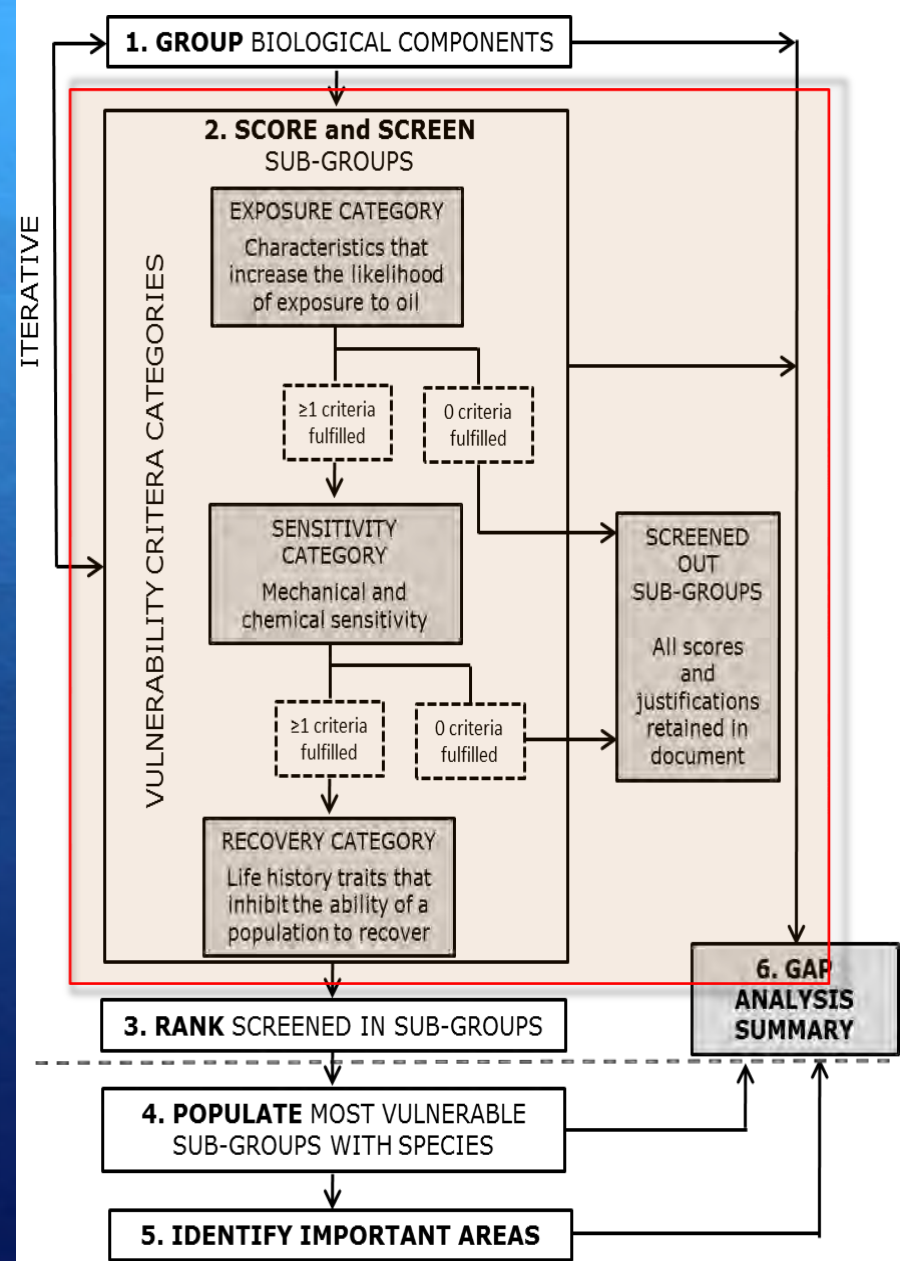 1. GROUP BIOLOGICAL COMPONENTS
ITERATIVE
VULNERABILITY CRITERA CATEGORIES
2. SCORE and SCREEN
SUB-GROUPS
EXPOSURE CATEGORY
Characteristics that
increase the likelihood
of exposure to oil
≥1 criteria
fulfilled
0 criteria
fulfilled
SENSITIVITY
CATEGORY
Mechanical and
chemical sensitivity
SCREENED
OUT
SUB-GROUPS
All scores
and
justifications
retained in
document
≥1 criteria
fulfilled
0 criteria
fulfilled
RECOVERY CATEGORY
Life history traits that
inhibit the ability of a
population to recover
6. GAP
ANALYSIS
SUMMARY
3. RANK SCREENED IN SUB-GROUPS
4. POPULATE MOST VULNERABLE
SUB-GROUPS WITH SPECIES
5. IDENTIFY IMPORTANT AREAS